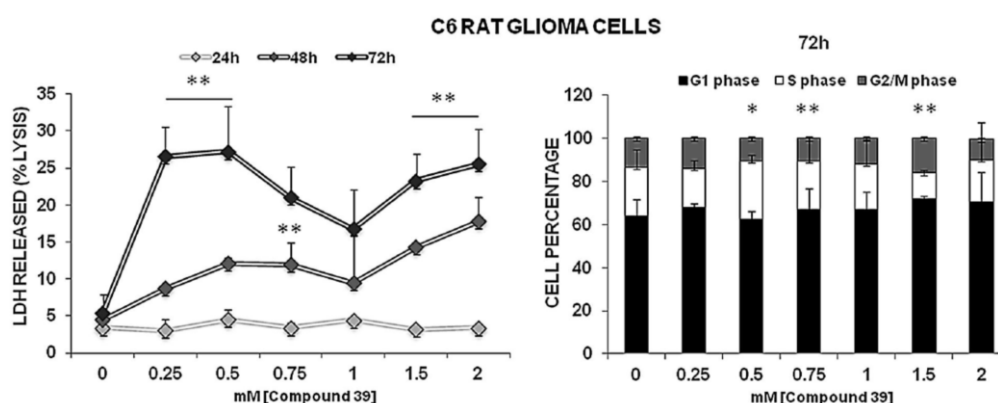 C6 RAT GLIOMA CELLS
24h 48h 72h
**
**
**
35
30
25
20
15
10
5
0
LDH RELEASED (% LYSIS)
0 0.25 0.5 0.75 1 1.5 2
mM [Compound 39]
72h
G1 phase S phase G2/M phase
* ** **
120
100
80
60
40
20
0
CELL PERCENTAGE
0 0.25 0.5 0.75 1 1.5 2
mM [Compound 39]